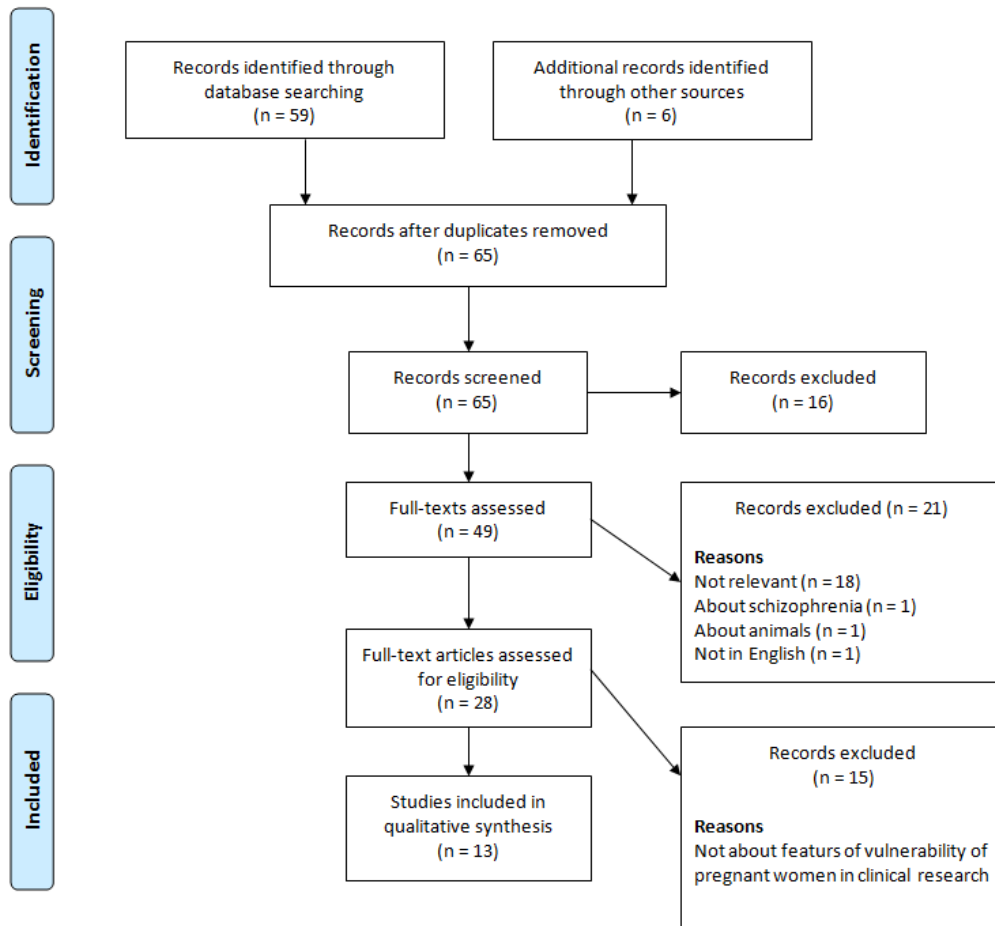 Identification
Records identified through
database searching
(n = 59)
Additional records identified
through other sources
(n = 6)
Records after duplicates removed
(n = 65)
Screening
Records screened
(n = 65)
Records excluded
(n = 16)
Eligibility
Full-texts assessed
(n = 49)
Records excluded (n = 21)
Reasons
Not relevant (n = 18)
About schizophrenia (n = 1)
About animals (n = 1)
Not in English (n = 1)
Full-text articles assessed
for eligibility
(n = 28)
Included
Records excluded
(n = 15)
Reasons
Not about featurs of vulnerability of
pregnant women in clinical research
Studies included in
qualitative synthesis
(n = 13)